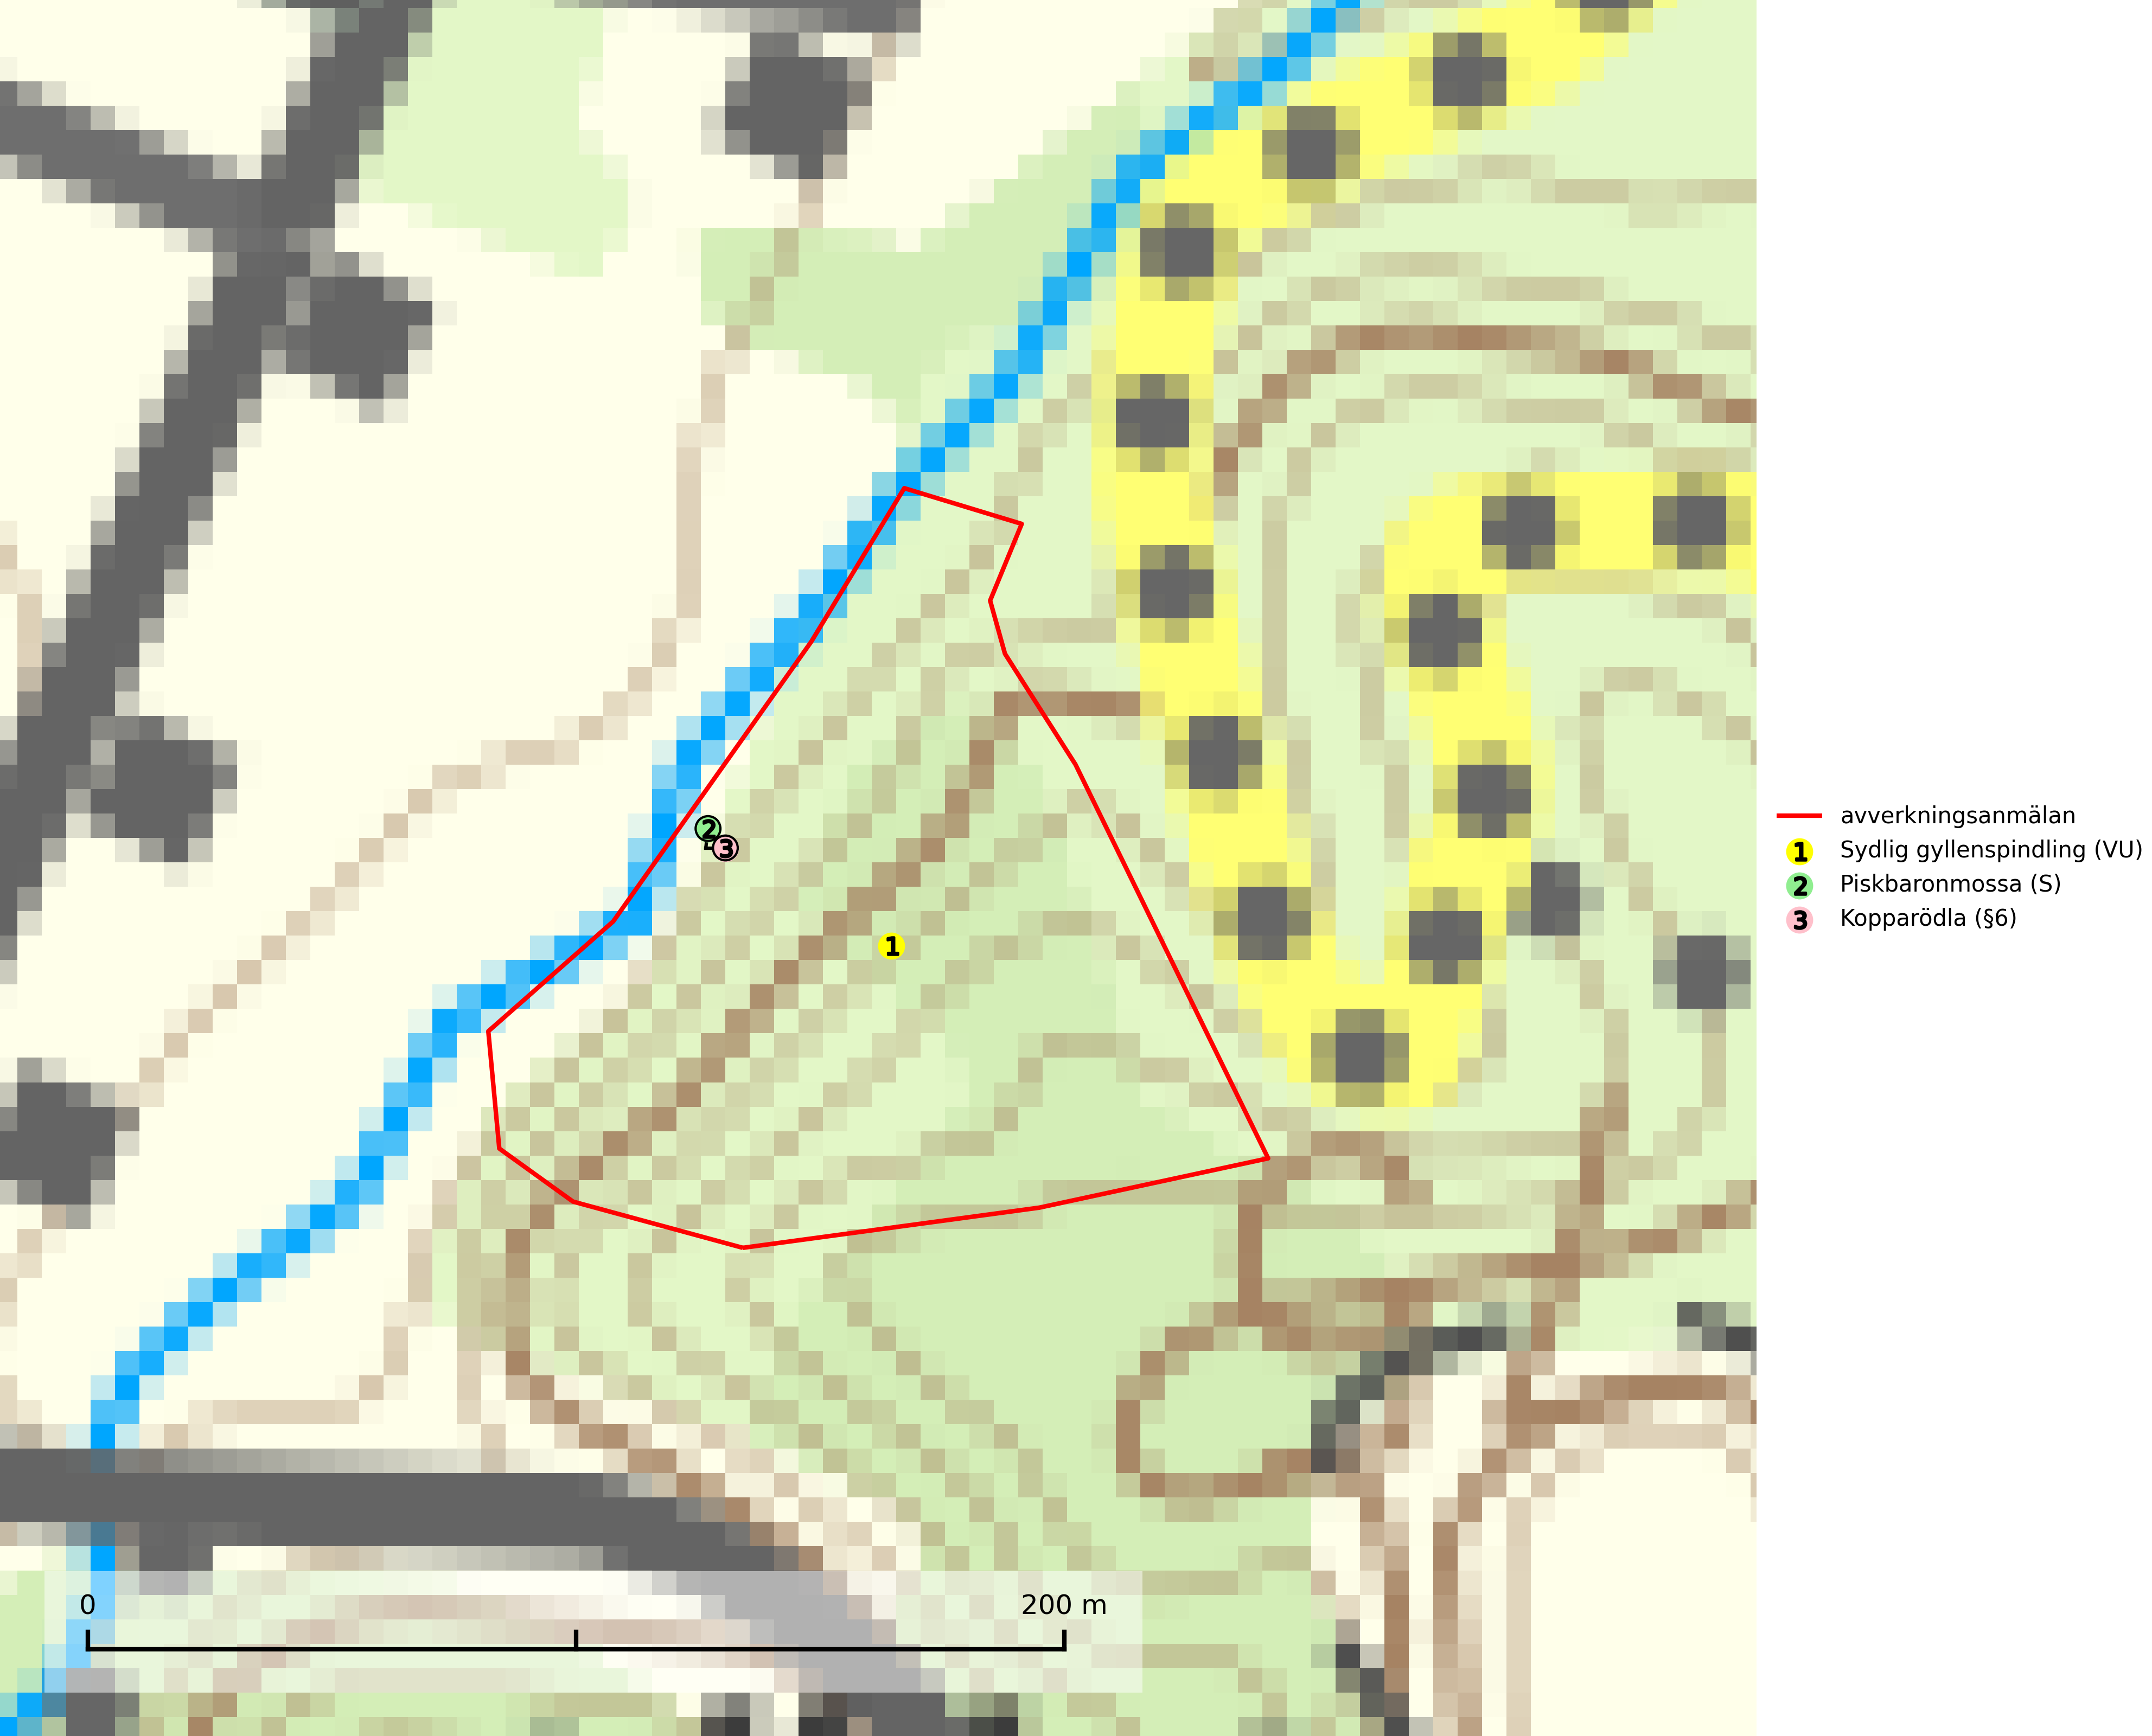 2
3
1
avverkningsanmälan
1 Sydlig gyllenspindling (VU)
2 Piskbaronmossa (S)
3 Kopparödla (§6)
0 200 m